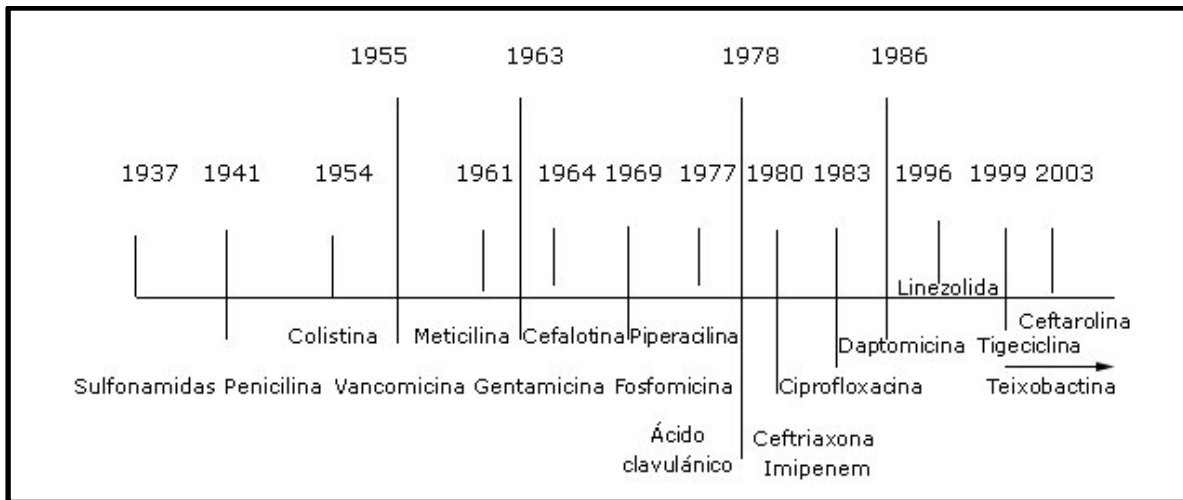 1955 1963 1978 1986
1937 1941 1954 1961 1964 1969 1977 1980 1983 1996 1999 2003
Linezolida
Ceftarolina
Colistina Meticilina Cefalotina Piperacilina Daptomicina Tigeciclina
Sulfonamidas Penicilina Vancomicina Gentamicina Fosfomicina Ciprofloxacina Teixobactina
Ácido Ceftriaxona
clavulánico Imipenem